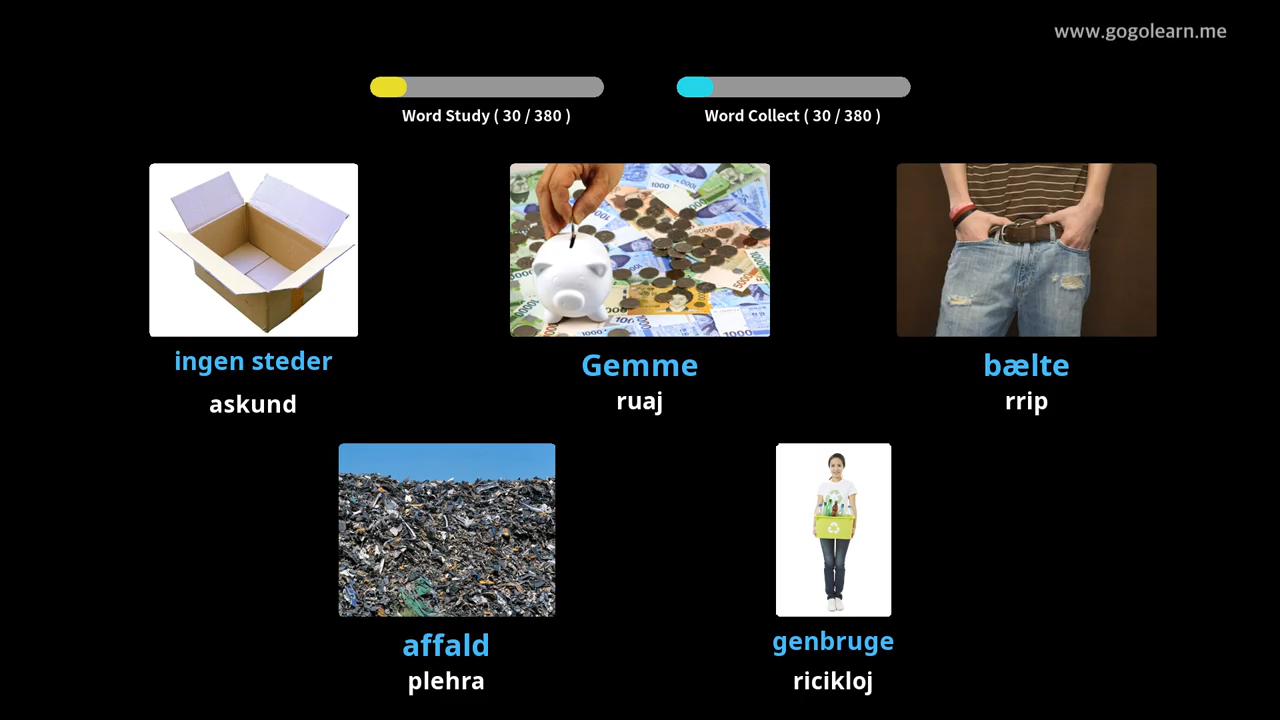 www.gogolearn.me
Word Study ( 30 / 380 )
Word Collect ( 30 / 380 )
ingen steder
askund
Gemme
ruaj
bælte
rrip
affald
plehra
genbruge
ricikloj